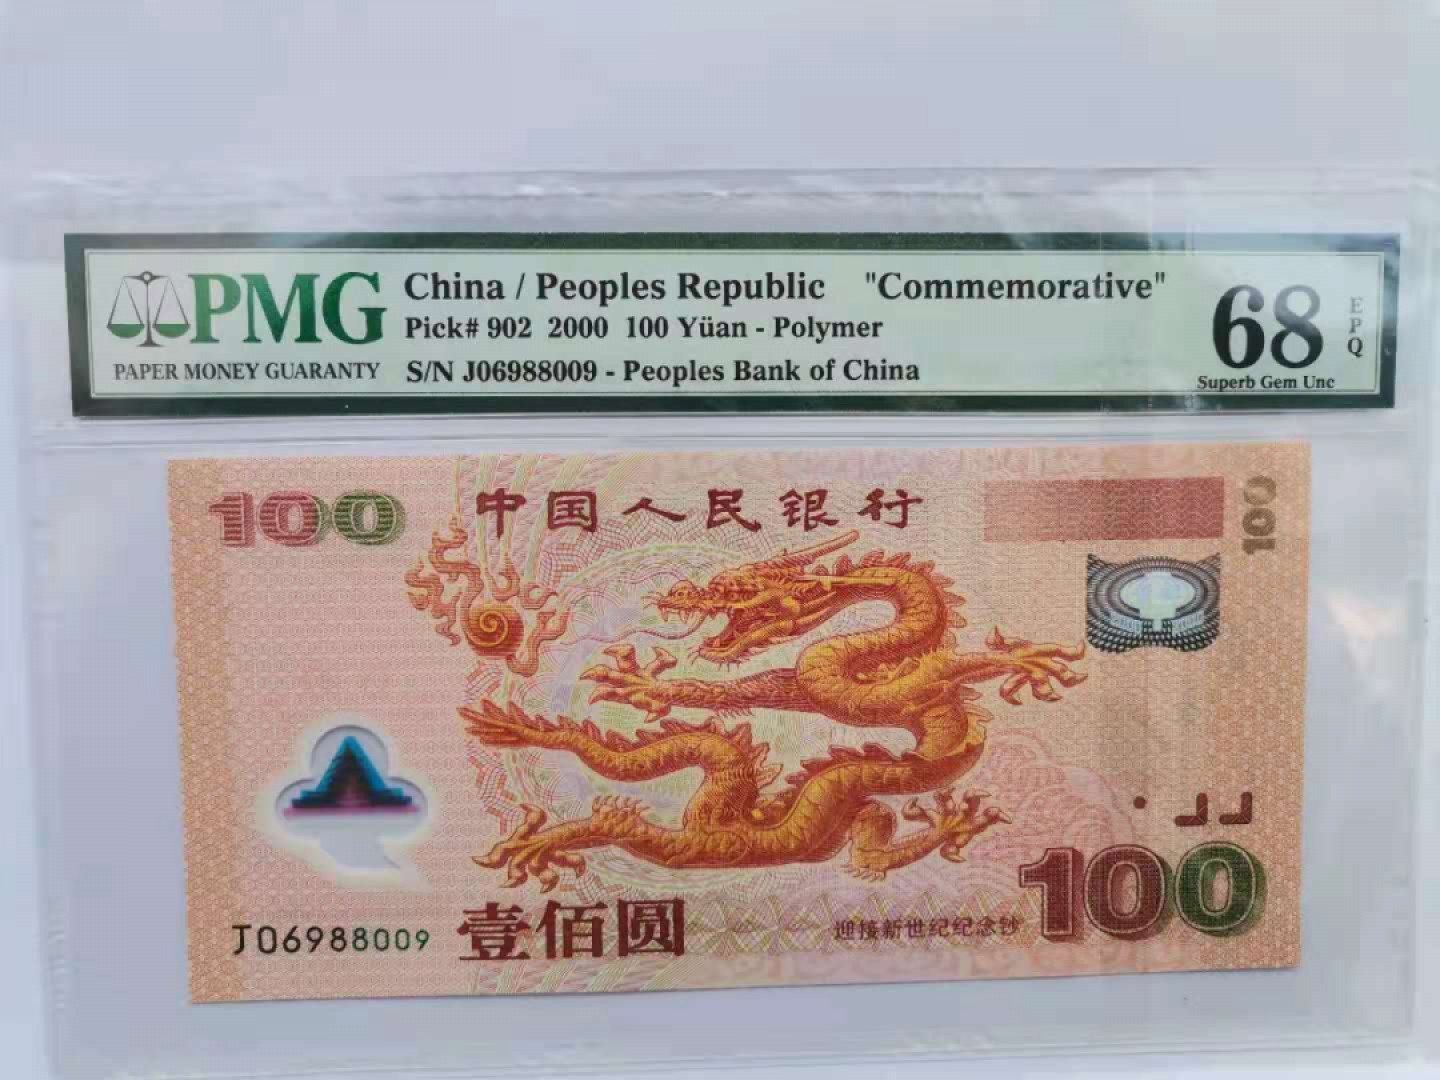 PMG
PAPER MONEY GUARANTY
China / Peoples Republic "Commemorative"
Pick# 902 2000 100 Yüan - Polymer
S/N J06988009 - Peoples Bank of China
68
EPQ
Superb Gem Unc
100
中国人民银行
100
J06988009
壹佰圆
迎接新世纪纪念钞
100